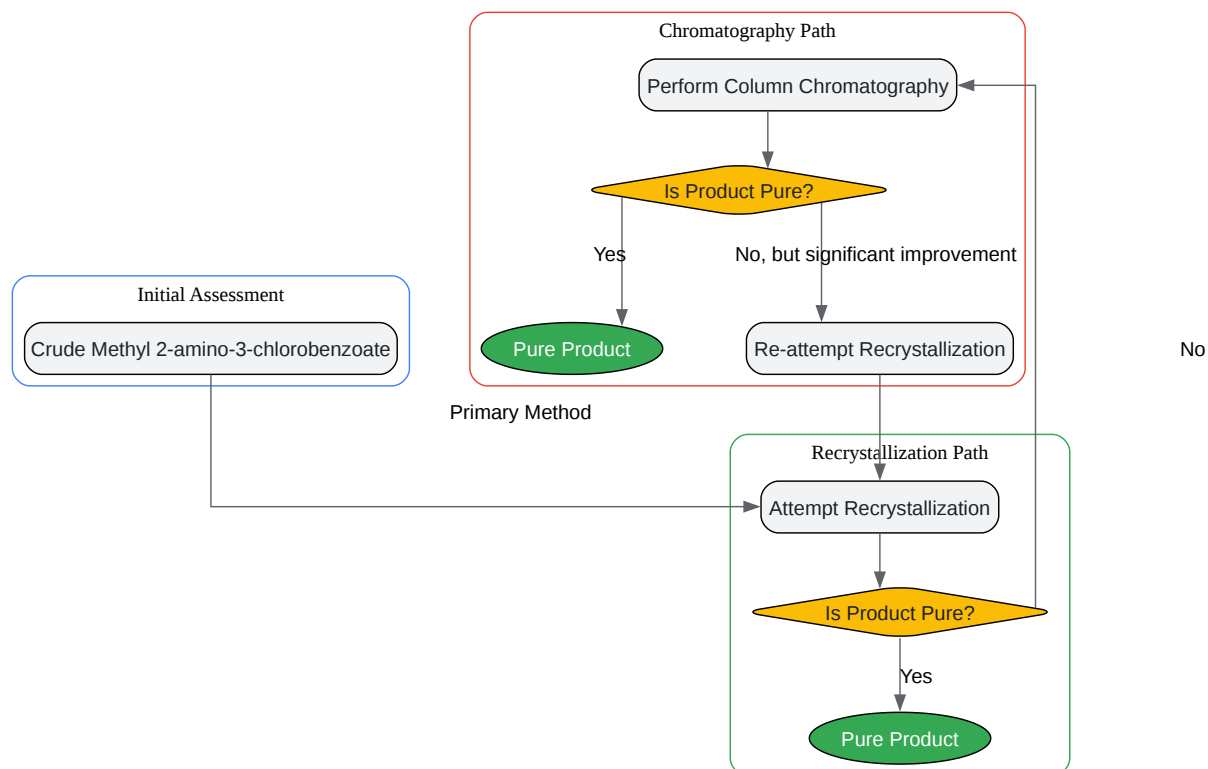 Chromatography Path
Perform Column Chromatography
Is Product Pure?
Yes
No, but significant improvement
Initial Assessment
Crude Methyl 2-amino-3-chlorobenzoate
Pure Product
Re-attempt Recrystallization
No
Primary Method
Recrystallization Path
Attempt Recrystallization
Is Product Pure?
Yes
Pure Product